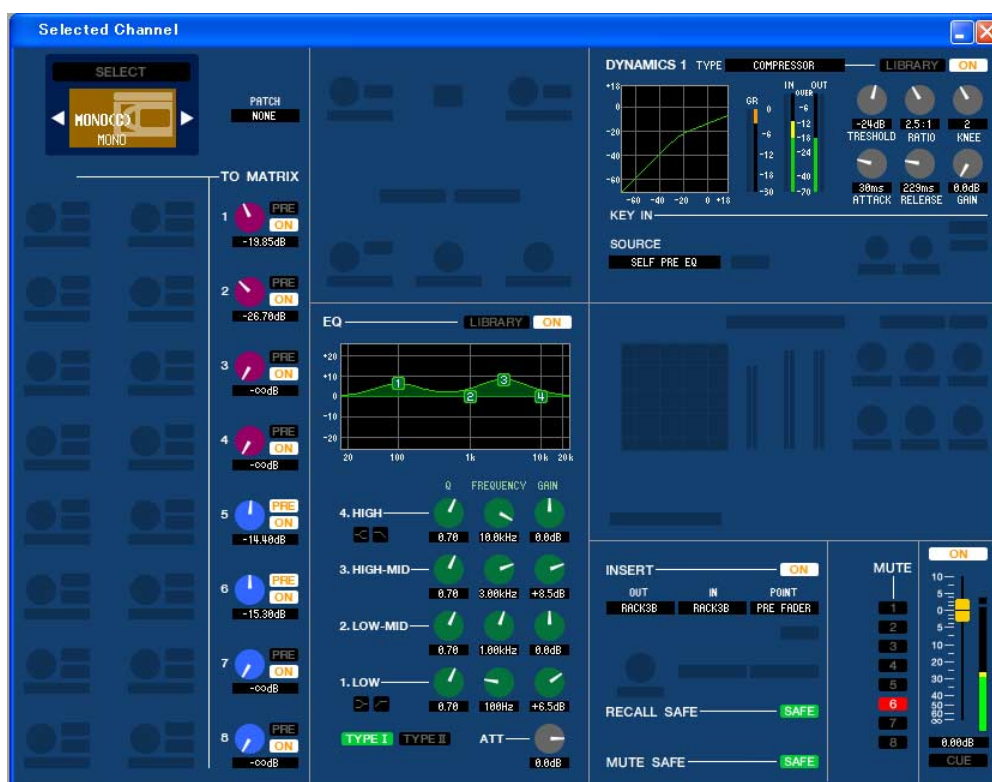 Selected Channel
SELECT
MONO(C)
MONO
PATCH
NONE
TO MATRIX
1 PRE
ON
-19.85dB
2 PRE
ON
-26.70dB
3 PRE
ON
-∞dB
4 PRE
ON
-∞dB
5 PRE
ON
-14.40dB
6 PRE
ON
-15.30dB
7 PRE
ON
-∞dB
8 PRE
ON
-∞dB
EQ LIBRARY ON
+20
+10
0
-10
-20
1 2 3 4
20 100 1k 10k 20k
Q FREQUENCY GAIN
4. HIGH
0.70 10.0kHz 0.0dB
3. HIGH-MID
0.70 3.00kHz +8.5dB
2. LOW-MID
0.70 1.00kHz 0.0dB
1. LOW
0.70 100Hz +6.5dB
TYPE I TYPE II ATT
0.0dB
DYNAMICS 1 TYPE COMPRESSOR LIBRARY ON
+18
0
-20
-40
-60
-60 -40 -20 0 +18
GR
0
-6
-12
-18
-30
IN OUT
OVER
-6
-12
-18
-24
-40
-70
-24dB 2.5:1 2
TRESHOLD RATIO KNEE
30ms 229ms 0.0dB
ATTACK RELEASE GAIN
KEY IN
SOURCE
SELF PRE EQ
INSERT ON
OUT IN POINT
RACK3B RACK3B PRE FADER
RECALL SAFE SAFE
MUTE SAFE SAFE
MUTE
1
2
3
4
5
6
7
8
ON
10
5
0
5
10
20
30
40
50
60
∞
0.00dB
CUE